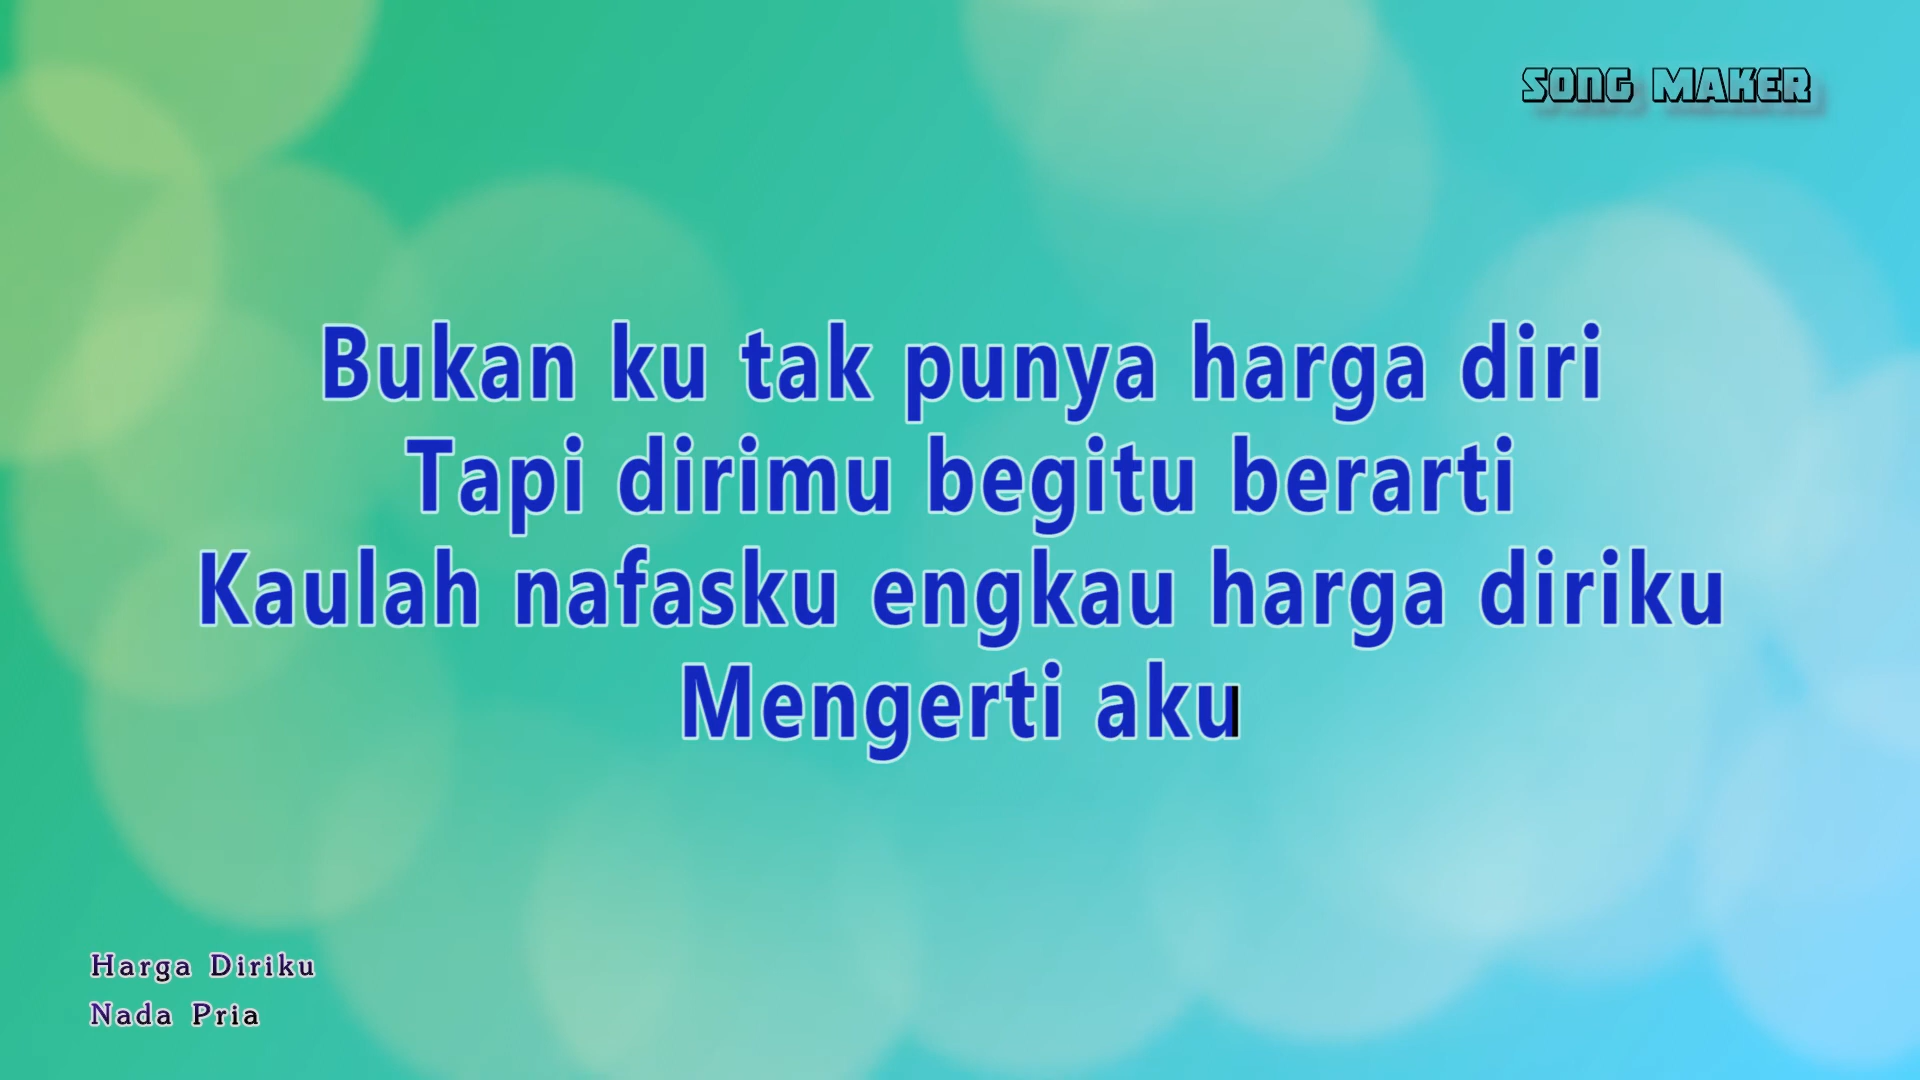 SONG MAKER
Bukan ku tak punya harga diri
Tapi dirimu begitu berarti
Kaulah nafasku engkau harga diriku
Mengerti aku
Harga Diriku
Nada Pria